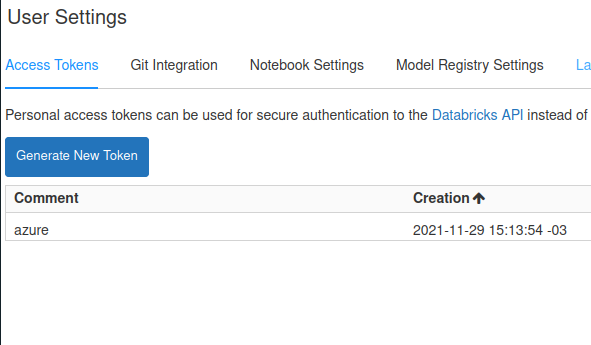 User Settings
Access Tokens Git Integration Notebook Settings Model Registry Settings La
Personal access tokens can be used for secure authentication to the Databricks API instead of
Generate New Token
Comment Creation↑
azure 2021-11-29 15:13:54 -03